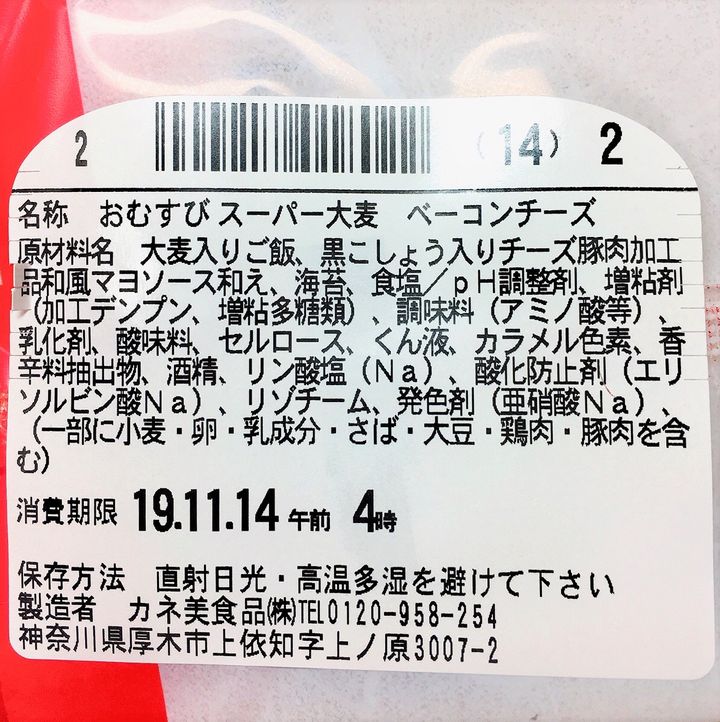 2 (14) 2
名称 おむすび スーパー大麦 ベーコンチーズ
原材料名 大麦入りご飯、黒こしょう入りチーズ豚肉加工
品和風マヨソース和え、海苔、食塩／ｐＨ調整剤、増粘剤
（加工デンプン、増粘多糖類）、調味料（アミノ酸等）、
乳化剤、酸味料、セルロース、くん液、カラメル色素、香
辛料抽出物、酒精、リン酸塩（Ｎａ）、酸化防止剤（エリ
ソルビン酸Ｎａ）、リゾチーム、発色剤（亜硝酸Ｎａ）、
（一部に小麦・卵・乳成分・さば・大豆・鶏肉・豚肉を含
む）
消費期限 19.11.14 午前 4時
保存方法 直射日光・高温多湿を避けて下さい
製造者 カネ美食品㈱TEL0120-958-254
神奈川県厚木市上依知字上ノ原3007-2